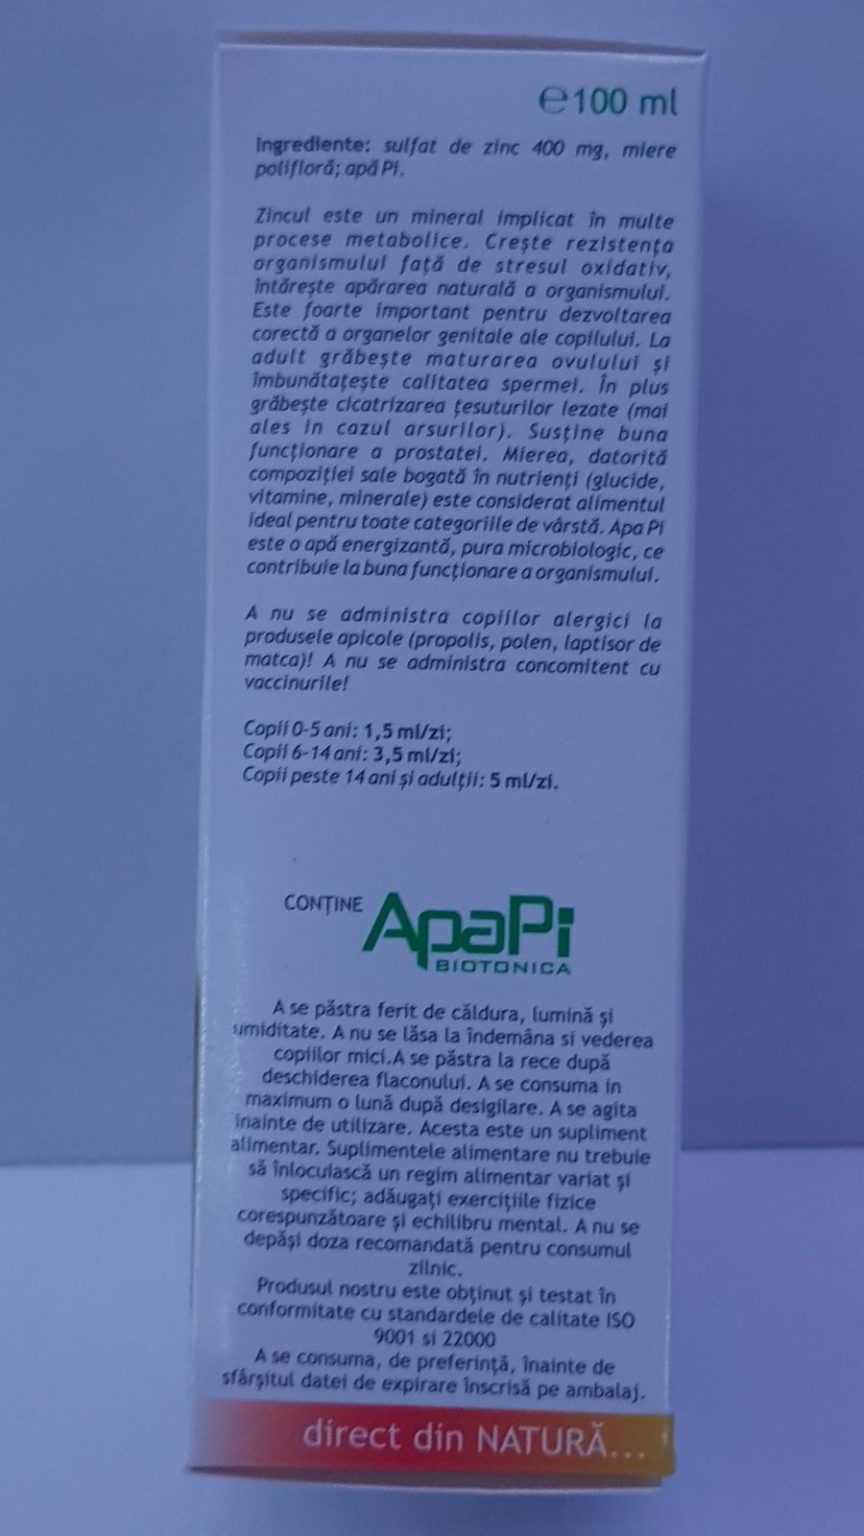 ℮100 ml
Ingrediente: sulfat de zinc 400 mg, miere
polifloră; apă Pi.
Zincul este un mineral implicat în multe
procese metabolice. Crește rezistența
organismului față de stresul oxidativ,
întărește apărarea naturală a organismului.
Este foarte important pentru dezvoltarea
corectă a organelor genitale ale copilului. La
adult grăbește maturarea ovulului și
îmbunătațește calitatea spermei. În plus
grăbește cicatrizarea țesuturilor lezate (mai
ales in cazul arsurilor). Susține buna
funcționare a prostatei. Mierea, datorită
compoziției sale bogată în nutrienți (glucide,
vitamine, minerale) este considerat alimentul
ideal pentru toate categoriile de vârstă. Apa Pi
este o apă energizantă, pura microbiologic, ce
contribuie la buna funcționare a organismului.
A nu se administra copiilor alergici la
produsele apicole (propolis, polen, laptisor de
matca)! A nu se administra concomitent cu
vaccinurile!
Copii 0-5 ani: 1,5 ml/zi;
Copii 6-14 ani: 3,5 ml/zi;
Copii peste 14 ani și adulții: 5 ml/zi.
CONȚINE ApaPi
BIOTONICA
A se păstra ferit de căldura, lumină și
umiditate. A nu se lăsa la îndemâna si vederea
copiilor mici.A se păstra la rece după
deschiderea flaconului. A se consuma in
maximum o lună după desigilare. A se agita
inainte de utilizare. Acesta este un supliment
alimentar. Suplimentele alimentare nu trebuie
să înlocuiască un regim alimentar variat și
specific; adăugați exercițiile fizice
corespunzătoare și echilibru mental. A nu se
depăși doza recomandată pentru consumul
zilnic.
Produsul nostru este obținut și testat în
conformitate cu standardele de calitate ISO
9001 si 22000
A se consuma, de preferință, înainte de
sfârșitul datei de expirare înscrisă pe ambalaj.
direct din NATURĂ...